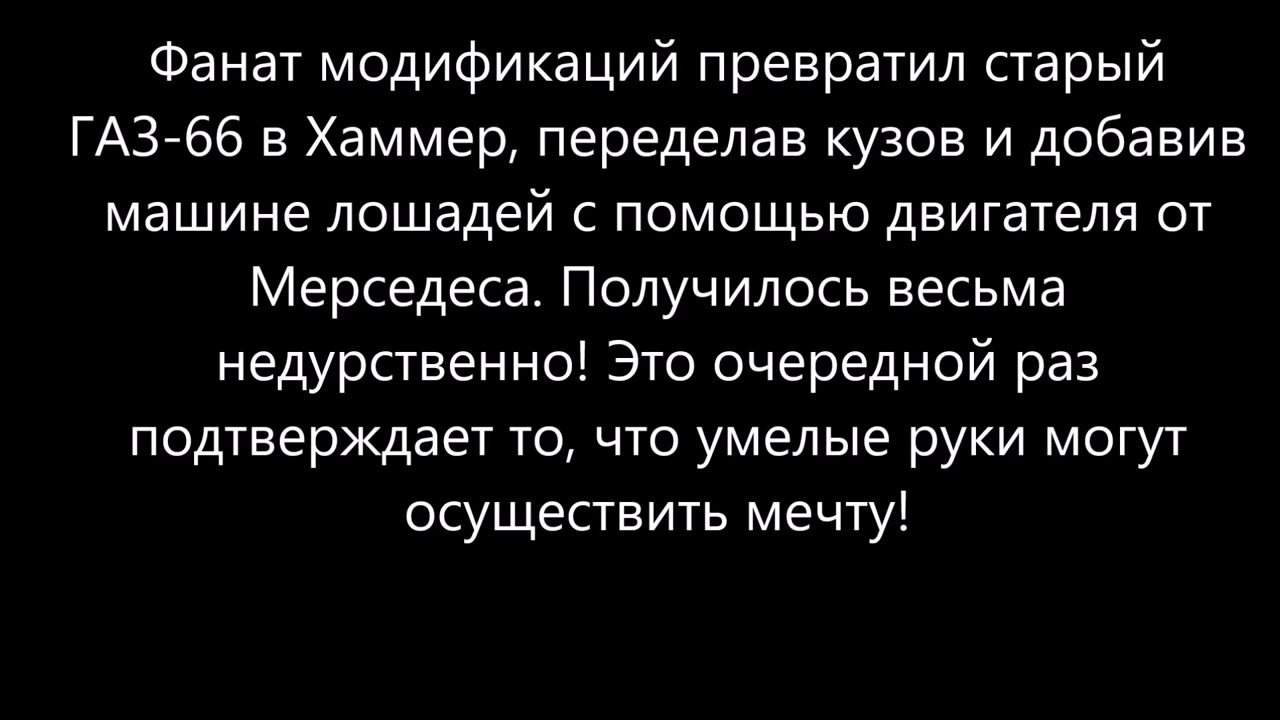 Фанат модификаций превратил старый
ГАЗ-66 в Хаммер, переделав кузов и добавив
машине лошадей с помощью двигателя от
Мерседеса. Получилось весьма
недурственно! Это очередной раз
подтверждает то, что умелые руки могут
осуществить мечту!